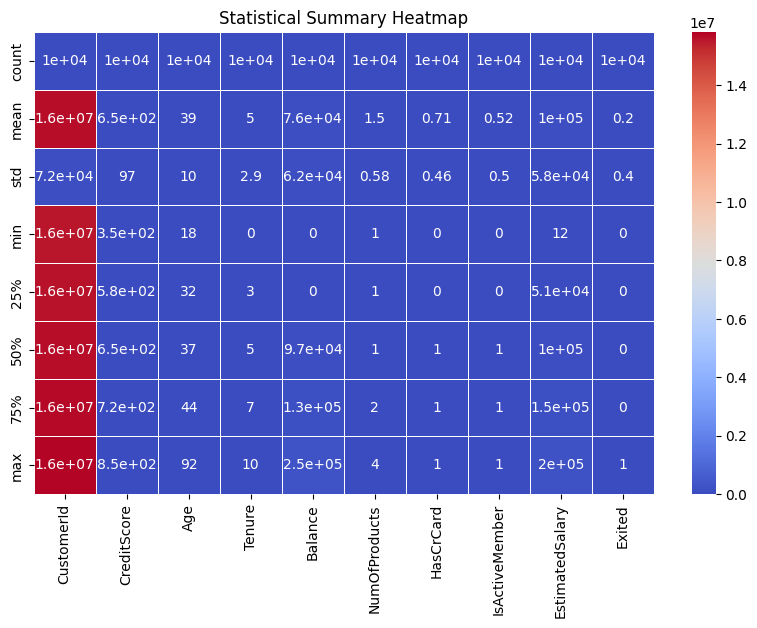 Statistical Summary Heatmap
1e7
count 1e+04 1e+04 1e+04 1e+04 1e+04 1e+04 1e+04 1e+04 1e+04 1e+04
mean 1.6e+07 6.5e+02 39 5 7.6e+04 1.5 0.71 0.52 1e+05 0.2
std 7.2e+04 97 10 2.9 6.2e+04 0.58 0.46 0.5 5.8e+04 0.4
min 1.6e+07 3.5e+02 18 0 0 1 0 0 12 0
25% 1.6e+07 5.8e+02 32 3 0 1 0 0 5.1e+04 0
50% 1.6e+07 6.5e+02 37 5 9.7e+04 1 1 1 1e+05 0
75% 1.6e+07 7.2e+02 44 7 1.3e+05 2 1 1 1.5e+05 0
max 1.6e+07 8.5e+02 92 10 2.5e+05 4 1 1 2e+05 1
CustomerId CreditScore Age Tenure Balance NumOfProducts HasCrCard IsActiveMember EstimatedSalary Exited
1.4
1.2
1.0
0.8
0.6
0.4
0.2
0.0